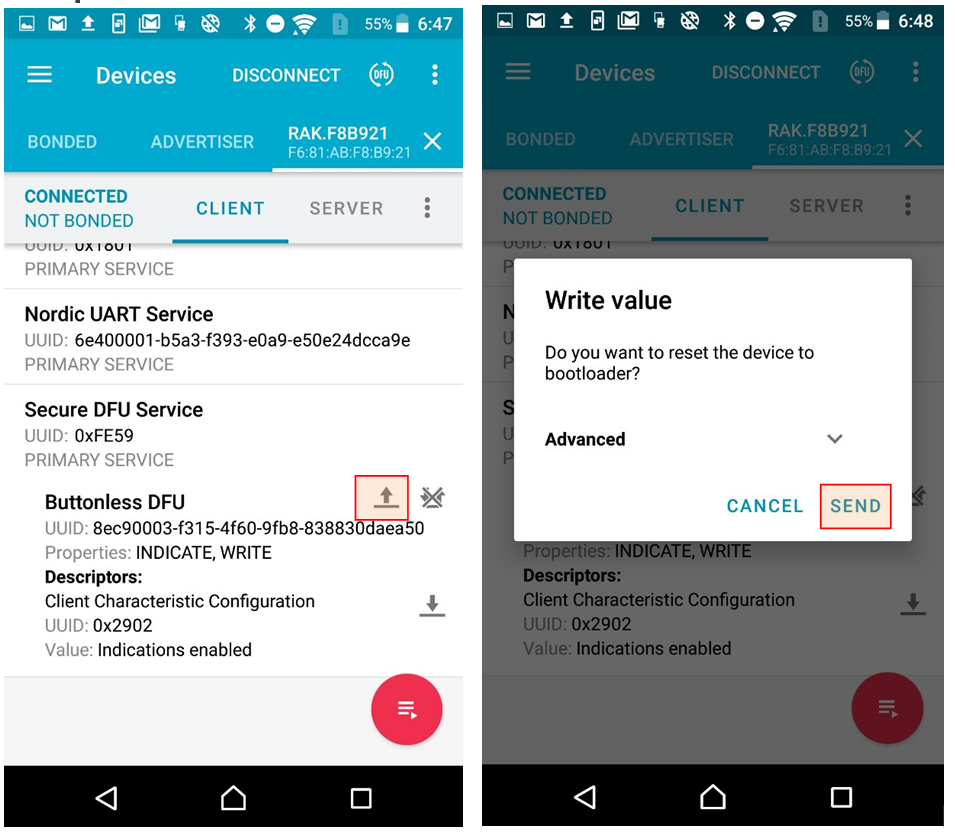 55% 6:47
Devices DISCONNECT DFU
BONDED ADVERTISER RAK.F8B921
F6:81:AB:F8:B9:21
CONNECTED
NOT BONDED
CLIENT SERVER
UUID: 0x1801
PRIMARY SERVICE
Nordic UART Service
UUID: 6e400001-b5a3-f393-e0a9-e50e24dcca9e
PRIMARY SERVICE
Secure DFU Service
UUID: 0xFE59
PRIMARY SERVICE
Buttonless DFU
UUID: 8ec90003-f315-4f60-9fb8-838830daea50
Properties: INDICATE, WRITE
Descriptors:
Client Characteristic Configuration
UUID: 0x2902
Value: Indications enabled
55% 6:48
Devices DISCONNECT DFU
BONDED ADVERTISER RAK.F8B921
F6:81:AB:F8:B9:21
CONNECTED
NOT BONDED
CLIENT SERVER
UUID: 0x1801
P
N
U
P
S
U
P
Write value
Do you want to reset the device to
bootloader?
Advanced
CANCEL SEND
Properties: INDICATE, WRITE
Descriptors:
Client Characteristic Configuration
UUID: 0x2902
Value: Indications enabled